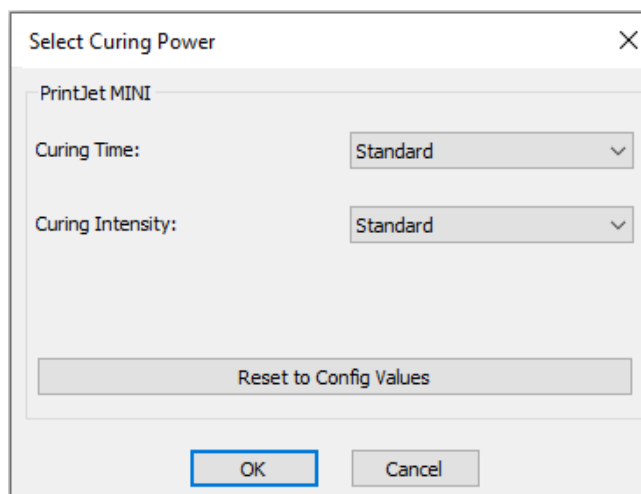 Select Curing Power
PrintJet MINI
Curing Time: Standard
Curing Intensity: Standard
Reset to Config Values
OK Cancel